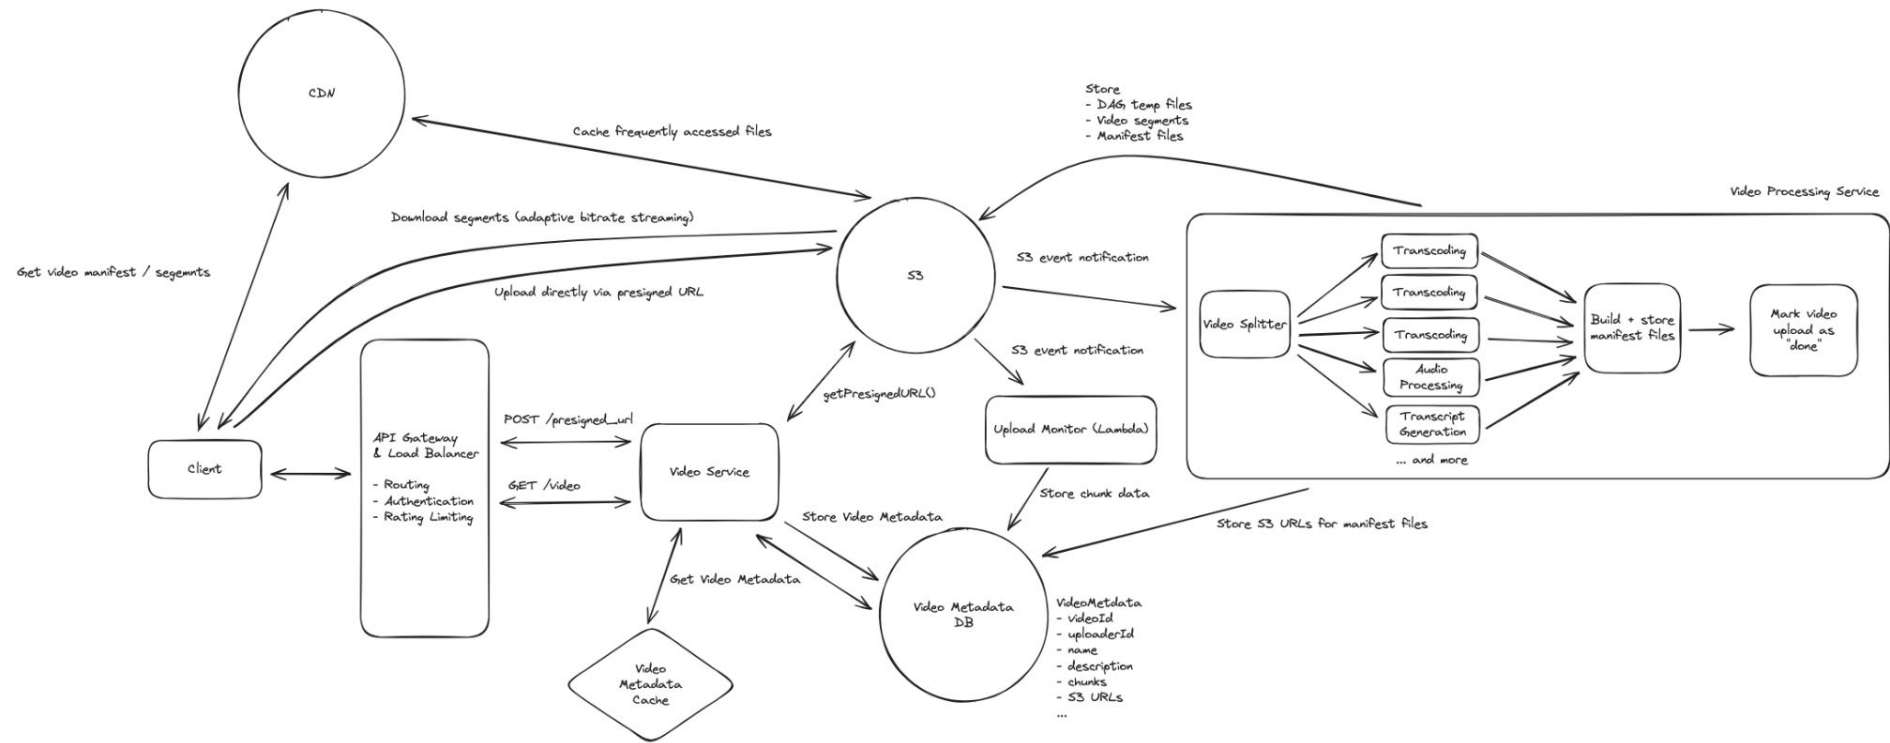 CDN
Store
- DAG temp files
- Video segments
- Manifest files
Cache frequently accessed files
Video Processing Service
Download segments (adaptive bitrate streaming)
Get video manifest / segemnts
S3 event notification
S3
Upload directly via presigned URL
Transcoding
Transcoding
Transcoding
Audio
Processing
Transcript
Generation
... and more
Video Splitter
Build + store
manifest files
Mark video
upload as
"done"
S3 event notification
getPresignedURL()
API Gateway
& Load Balancer
- Routing
- Authentication
- Rating Limiting
POST /presigned_url
GET /video
Client
Video Service
Upload Monitor (Lambda)
Store chunk data
Store Video Metadata
Store S3 URLs for manifest files
Get Video Metadata
Video Metadata
DB
VideoMetdata
- videoId
- uploaderId
- name
- description
- chunks
- S3 URLs
...
Video
Metadata
Cache